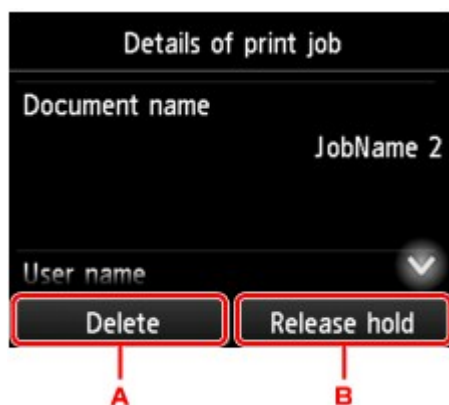 Details of print job
Document name
JobName 2
User name
Delete
Release hold
A
B